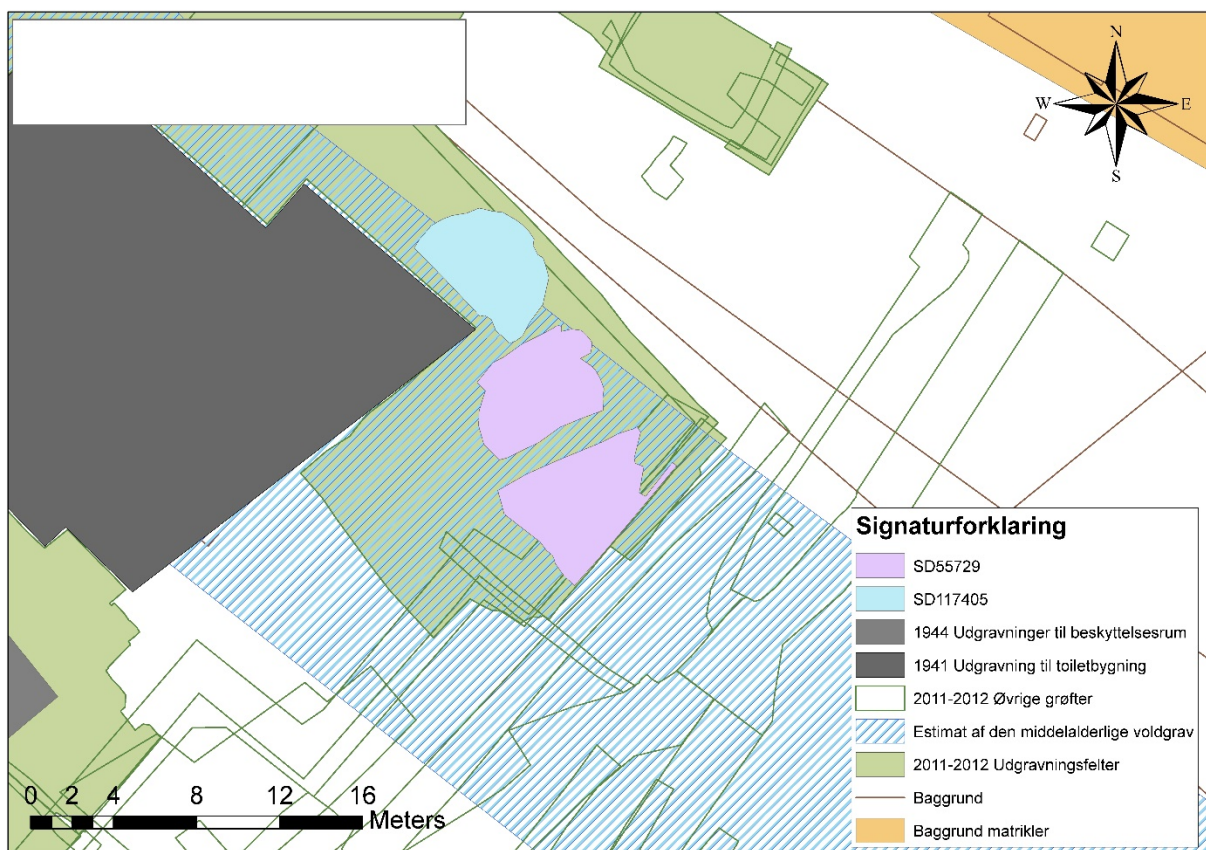 N
W E
S
Signaturforklaring
SD55729
SD117405
1944 Udgravninger til beskyttelsesrum
1941 Udgravning til toiletbygning
2011-2012 Øvrige grøfter
Estimat af den middelalderlige voldgrav
2011-2012 Udgravningsfelter
Baggrund
Baggrund matrikler
0 2 4 8 12 16
Meters